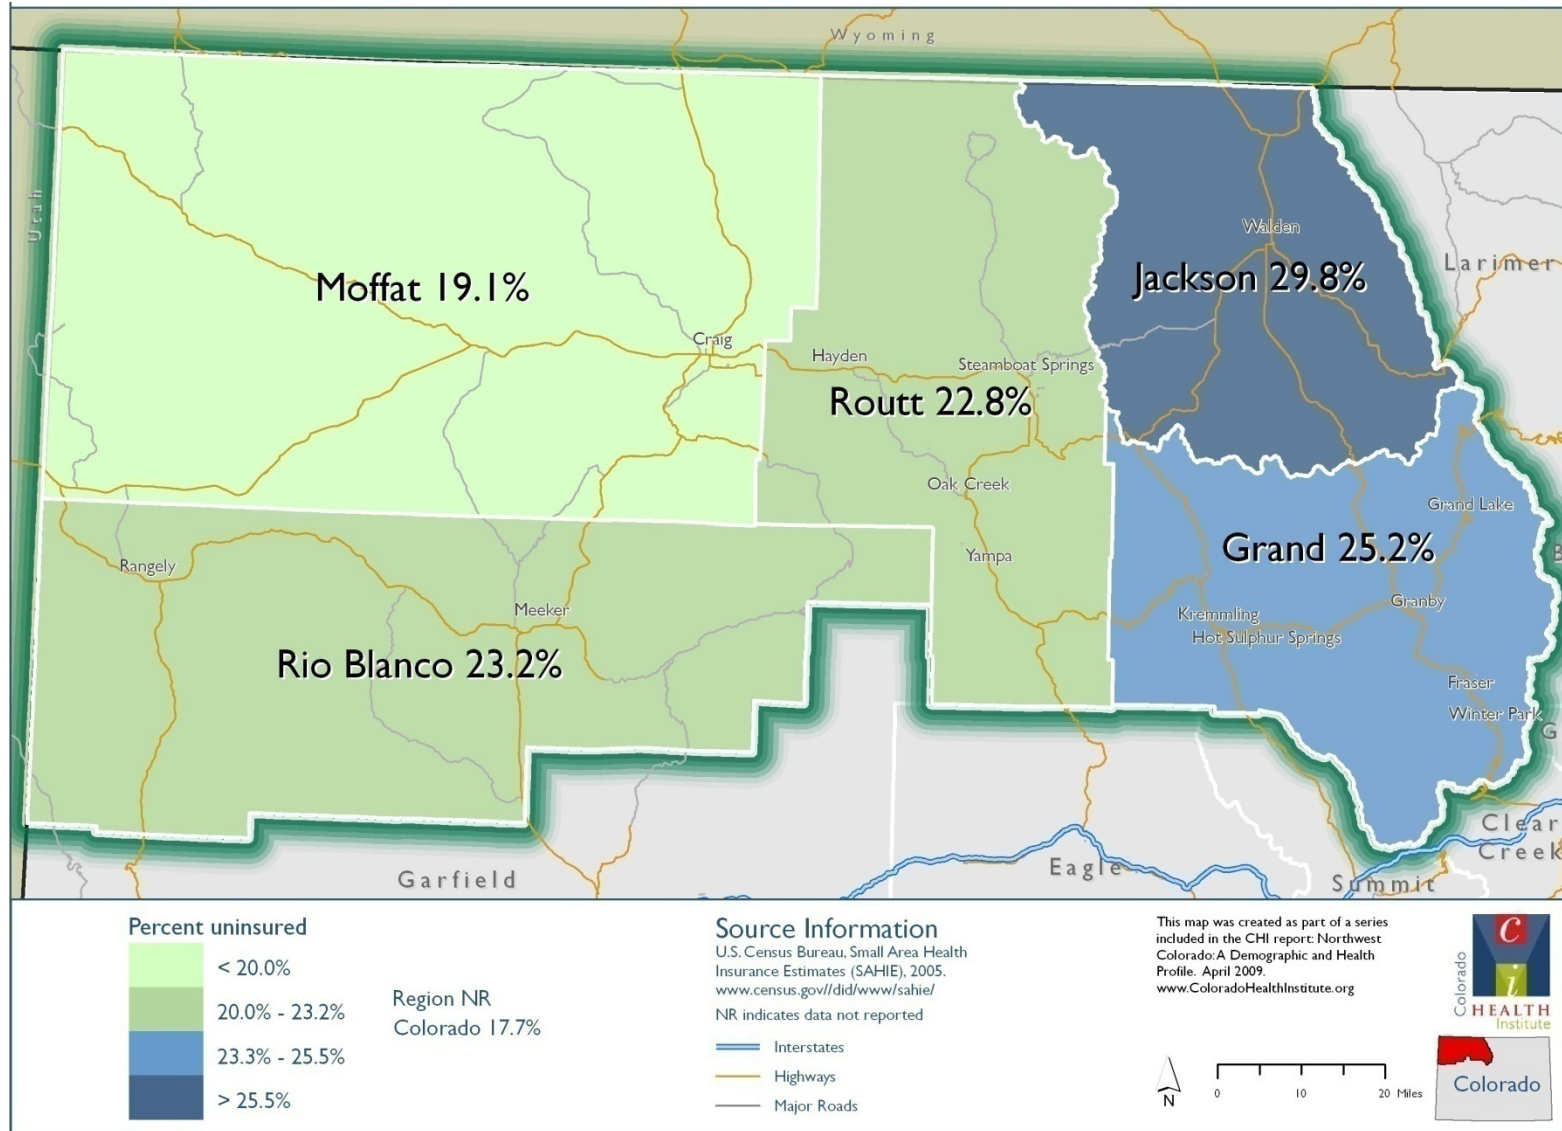 Wyoming
Utah
Walden
Larimer
Moffat 19.1%
Jackson 29.8%
Craig
Hayden
Steamboat Springs
Routt 22.8%
Oak Creek
Grand Lake
Yampa
Grand 25.2%
B
Rangely
Meeker
Kremmling
Granby
Hot Sulphur Springs
Rio Blanco 23.2%
Fraser
Winter Park
G
Clear
Creek
Garfield
Eagle
Summit
Percent uninsured
< 20.0%
20.0% - 23.2%
23.3% - 25.5%
> 25.5%
Region NR
Colorado 17.7%
Source Information
U.S. Census Bureau, Small Area Health
Insurance Estimates (SAHIE), 2005.
www.census.gov//did/www/sahie/
NR indicates data not reported
Interstates
Highways
Major Roads
This map was created as part of a series
included in the CHI report: Northwest
Colorado: A Demographic and Health
Profile. April 2009.
www.ColoradoHealthInstitute.org
N
0 10 20 Miles
Colorado
C
i
HEALTH
Institute
Colorado